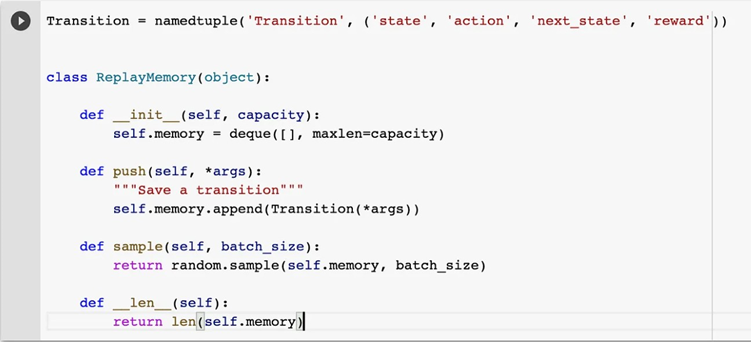 Transition = namedtuple('Transition', ('state', 'action', 'next_state', 'reward'))
class ReplayMemory(object):
    def __init__(self, capacity):
        self.memory = deque([], maxlen=capacity)
    def push(self, *args):
        """Save a transition"""
        self.memory.append(Transition(*args))
    def sample(self, batch_size):
        return random.sample(self.memory, batch_size)
    def __len__(self):
        return len(self.memory)